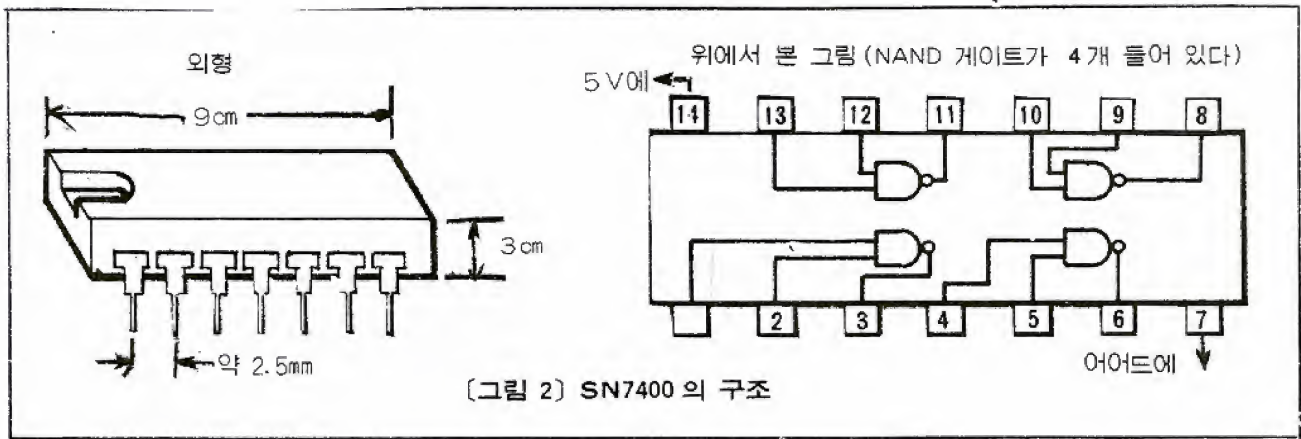 외형
9cm
3cm
약 2.5mm
위에서 본 그림(NAND 게이트가 4개 들어 있다)
5V에
14 13 12 11 10 9 8
2 3 4 5 6 7
어어드에
〔그림 2〕 SN7400의 구조